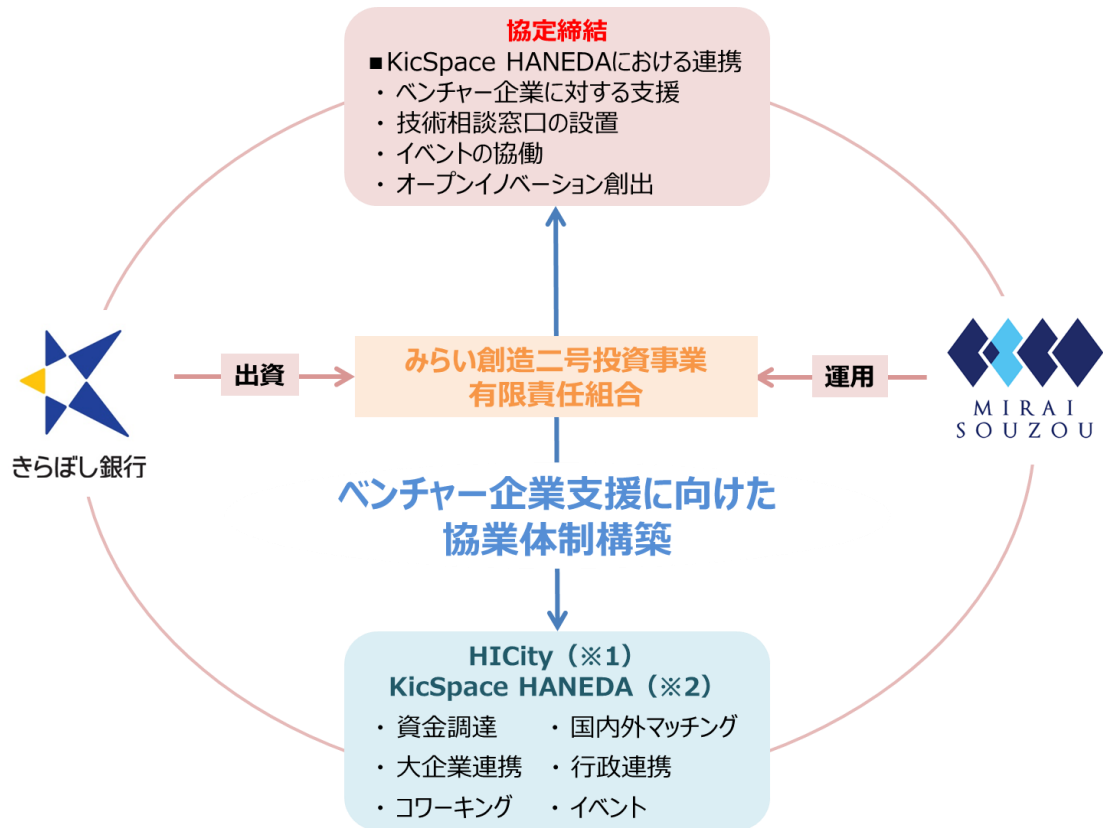 協定締結
■KicSpace HANEDAにおける連携
・ ベンチャー企業に対する支援
・ 技術相談窓口の設置
・ イベントの協働
・ オープンイノベーション創出
きらぼし銀行
出資
みらい創造二号投資事業
有限責任組合
運用
MIRAI
SOUZOU
ベンチャー企業支援に向けた
協業体制構築
HICity（※1）
KicSpace HANEDA（※2）
・ 資金調達 ・ 国内外マッチング
・ 大企業連携 ・ 行政連携
・ コワーキング ・ イベント